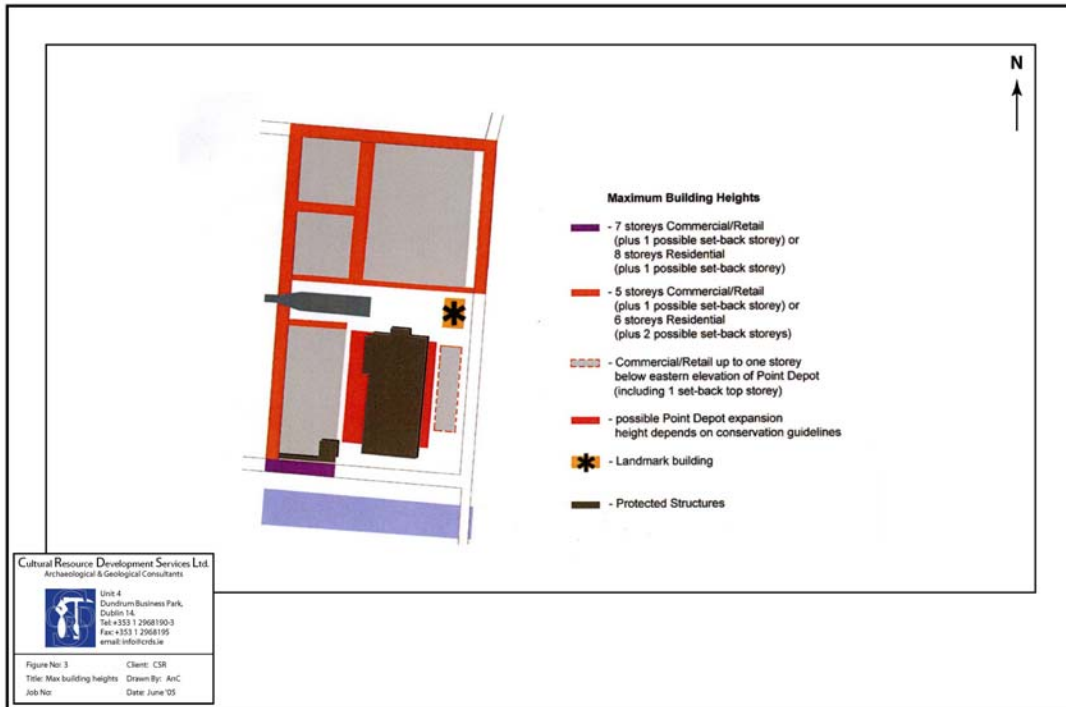 N
Maximum Building Heights
- 7 storeys Commercial/Retail
(plus 1 possible set-back storey) or
8 storeys Residential
(plus 1 possible set-back storey)
- 5 storeys Commercial/Retail
(plus 1 possible set-back storey) or
6 storeys Residential
(plus 2 possible set-back storeys)
- Commercial/Retail up to one storey
below eastern elevation of Point Depot
(including 1 set-back top storey)
- possible Point Depot expansion
height depends on conservation guidelines
- Landmark building
- Protected Structures
Cultural Resource Development Services Ltd.
Archaeological & Geological Consultants
Unit 4
Dundrum Business Park,
Dublin 14.
Tel: +353 1 2968190-3
Fax: +353 1 2968195
email: info@crds.ie
Figure No: 3 Client: CSR
Title: Max building heights Drawn By: AnC
Job No: Date: June '05